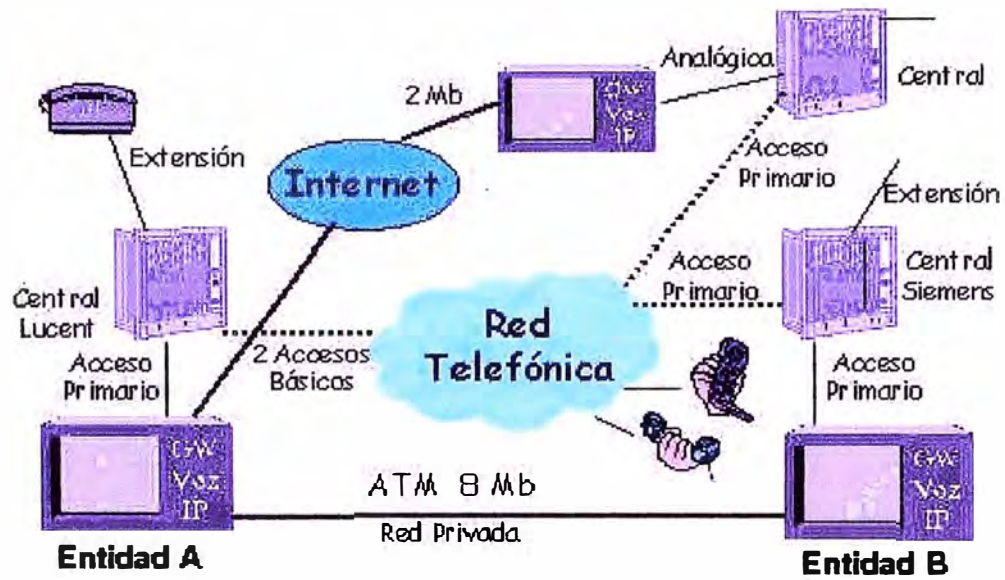 Analógica
Central
2 Mb
GW
Voz
IP
Extensión
Internet
Acceso
Primario
Extensión
Central
Lucent
Acceso
Primario
Central
Siemens
Red
Telefónica
2 Accesos
Básicos
Acceso
Primario
Acceso
Primario
GW
Voz
IP
ATM 8 Mb
Red Privada
GW
Voz
IP
Entidad A
Entidad B